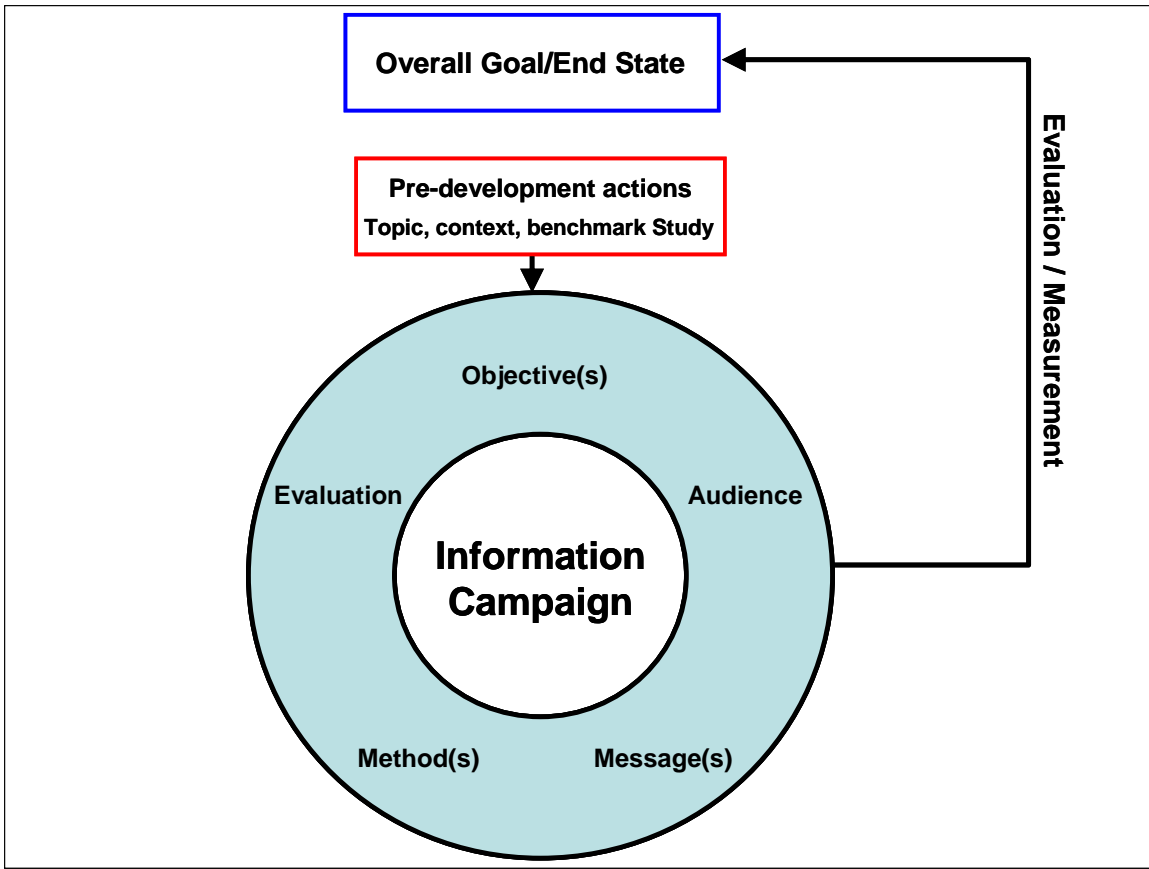 Overall Goal/End State
Pre-development actions
Topic, context, benchmark Study
Evaluation / Measurement
Objective(s)
Evaluation
Audience
Information
Campaign
Method(s)
Message(s)